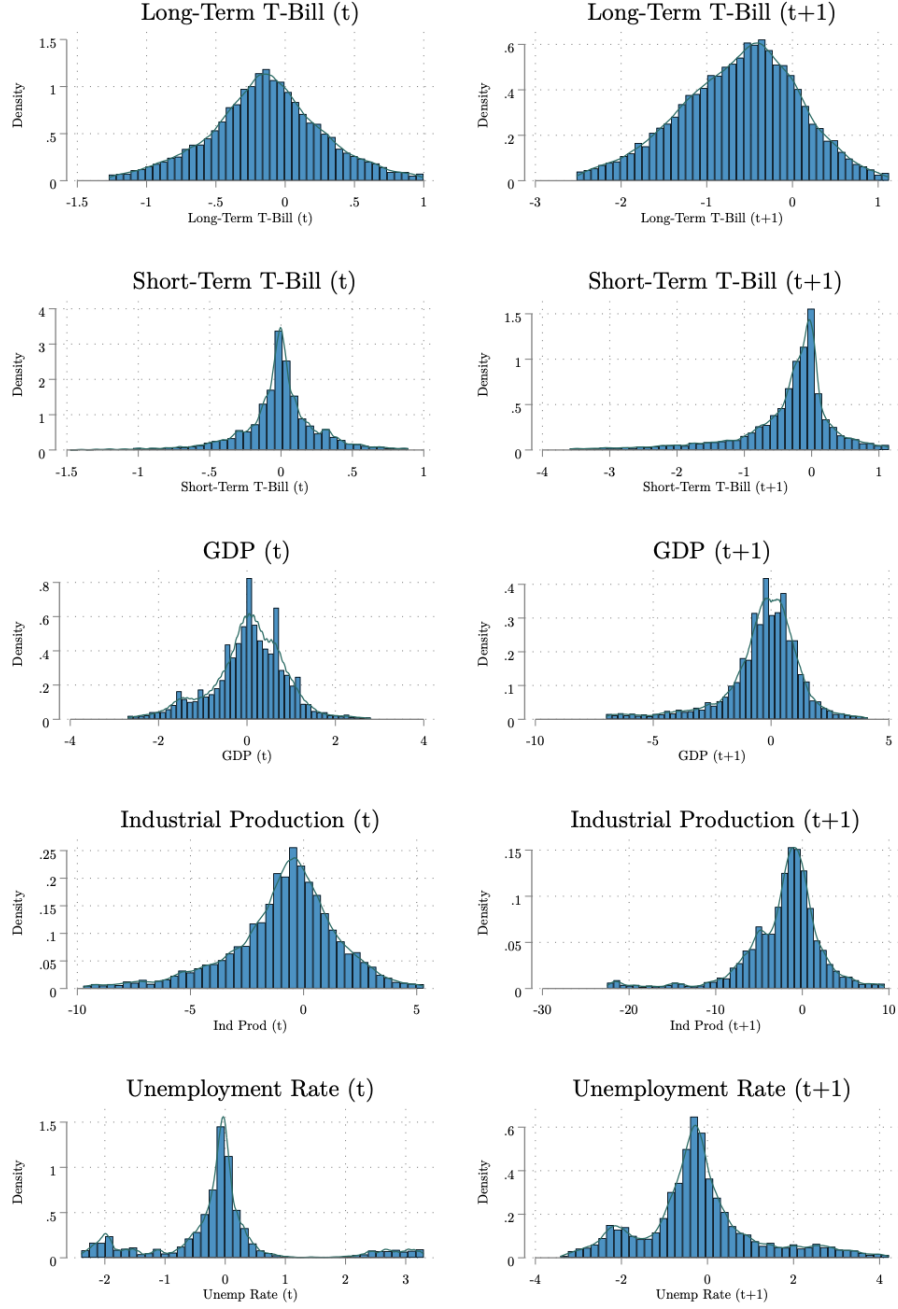 Long-Term T-Bill (t)
Long-Term T-Bill (t+1)
1.5
1
.5
0
Density
-1.5 -1 -.5 0 .5 1
Long-Term T-Bill (t)
.6
.4
.2
0
Density
-3 -2 -1 0 1
Long-Term T-Bill (t+1)
Short-Term T-Bill (t)
Short-Term T-Bill (t+1)
4
3
2
1
0
Density
-1.5 -1 -.5 0 .5 1
Short-Term T-Bill (t)
1.5
1
.5
0
Density
-4 -3 -2 -1 0 1
Short-Term T-Bill (t+1)
GDP (t)
GDP (t+1)
.8
.6
.4
.2
0
Density
-4 -2 0 2 4
GDP (t)
.4
.3
.2
.1
0
Density
-10 -5 0 5
GDP (t+1)
Industrial Production (t)
Industrial Production (t+1)
.25
.2
.15
.1
.05
0
Density
-10 -5 0 5
Ind Prod (t)
.15
.1
.05
0
Density
-30 -20 -10 0 10
Ind Prod (t+1)
Unemployment Rate (t)
Unemployment Rate (t+1)
1.5
1
.5
0
Density
-2 -1 0 1 2 3
Unemp Rate (t)
.6
.4
.2
0
Density
-4 -2 0 2 4
Unemp Rate (t+1)